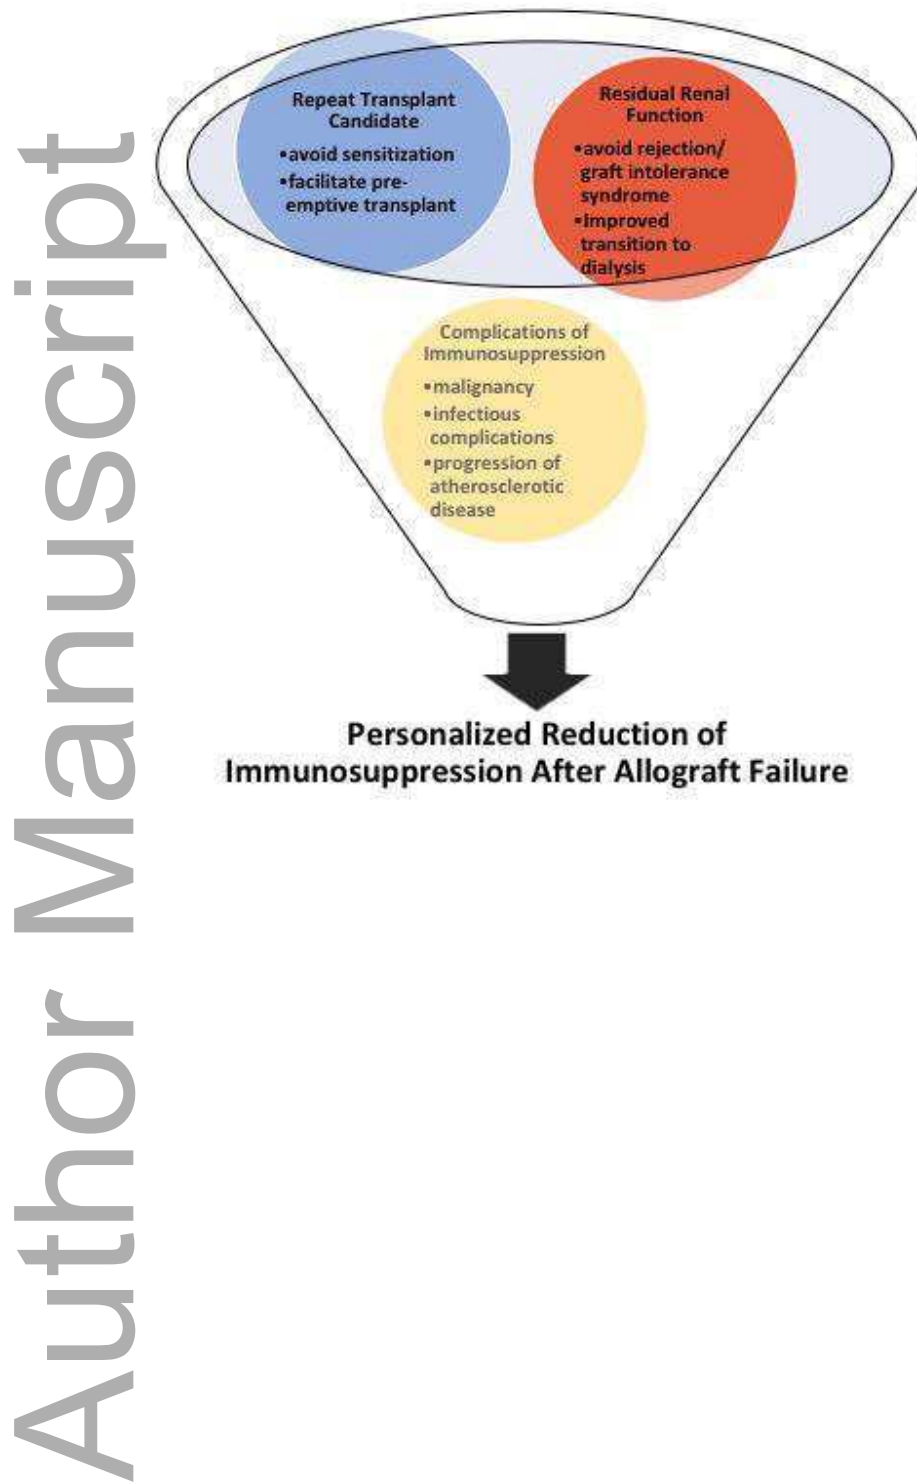 Author Manuscript
Repeat Transplant
Candidate
•avoid sensitization
•facilitate pre-
emptive transplant
Residual Renal
Function
•avoid rejection/
graft intolerance
syndrome
•Improved
transition to
dialysis
Complications of
Immunosuppression
•malignancy
•infectious
complications
•progression of
atherosclerotic
disease
Personalized Reduction of
Immunosuppression After Allograft Failure